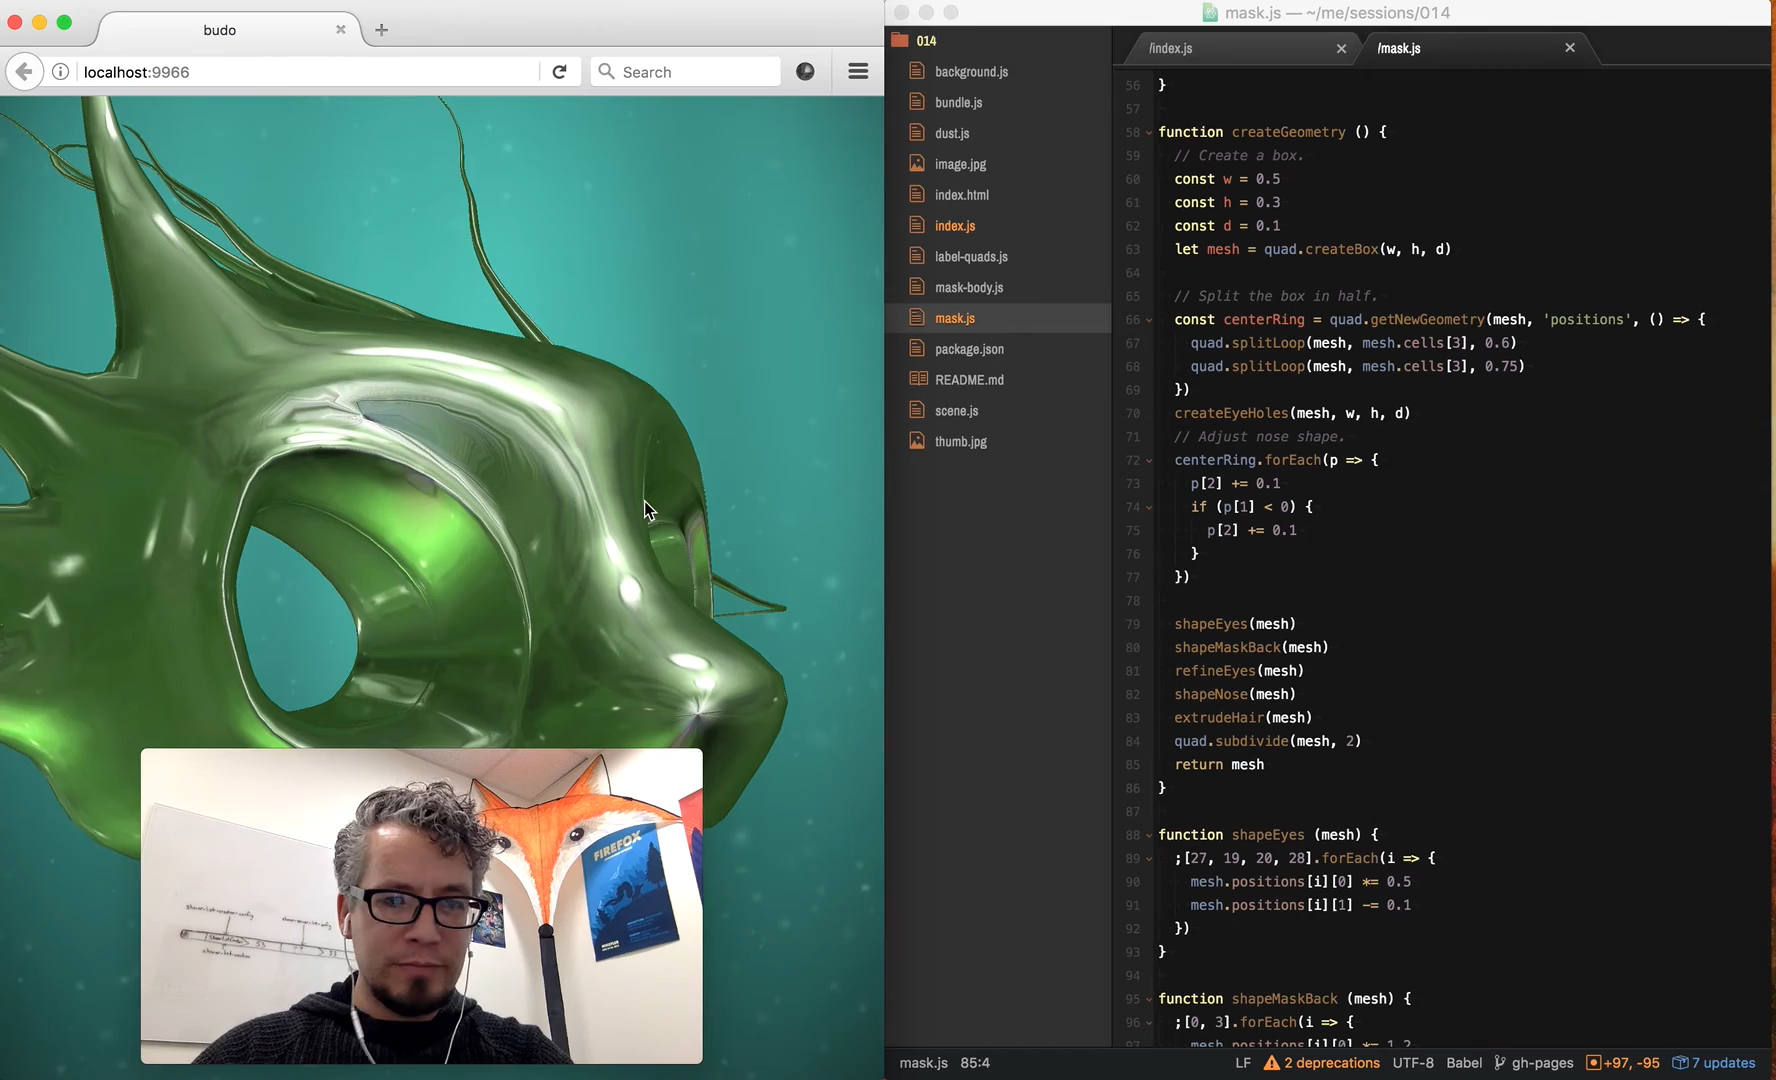 budo
localhost:9966
Search
mask.js — ~/me/sessions/014
014
background.js
bundle.js
dust.js
image.jpg
index.html
index.js
label-quads.js
mask-body.js
mask.js
package.json
README.md
scene.js
thumb.jpg
/index.js
/mask.js
56 }
57
58 function createGeometry () {
59 // Create a box.
60 const w = 0.5
61 const h = 0.3
62 const d = 0.1
63 let mesh = quad.createBox(w, h, d)
64
65 // Split the box in half.
66 const centerRing = quad.getNewGeometry(mesh, 'positions', () => {
67 quad.splitLoop(mesh, mesh.cells[3], 0.6)
68 quad.splitLoop(mesh, mesh.cells[3], 0.75)
69 })
70 createEyeHoles(mesh, w, h, d)
71 // Adjust nose shape.
72 centerRing.forEach(p => {
73 p[2] += 0.1
74 if (p[1] < 0) {
75 p[2] += 0.1
76 }
77 })
78
79 shapeEyes(mesh)
80 shapeMaskBack(mesh)
81 refineEyes(mesh)
82 shapeNose(mesh)
83 extrudeHair(mesh)
84 quad.subdivide(mesh, 2)
85 return mesh
86 }
87
88 function shapeEyes (mesh) {
89 ;[27, 19, 20, 28].forEach(i => {
90 mesh.positions[i][0] *= 0.5
91 mesh.positions[i][1] -= 0.1
92 })
93 }
94
95 function shapeMaskBack (mesh) {
96 ;[0, 3].forEach(i => {
97 mesh.positions[i][0] *= 1.2
mask.js 85:4
LF 2 deprecations UTF-8 Babel gh-pages +97, -95 7 updates
FIREFOX
53